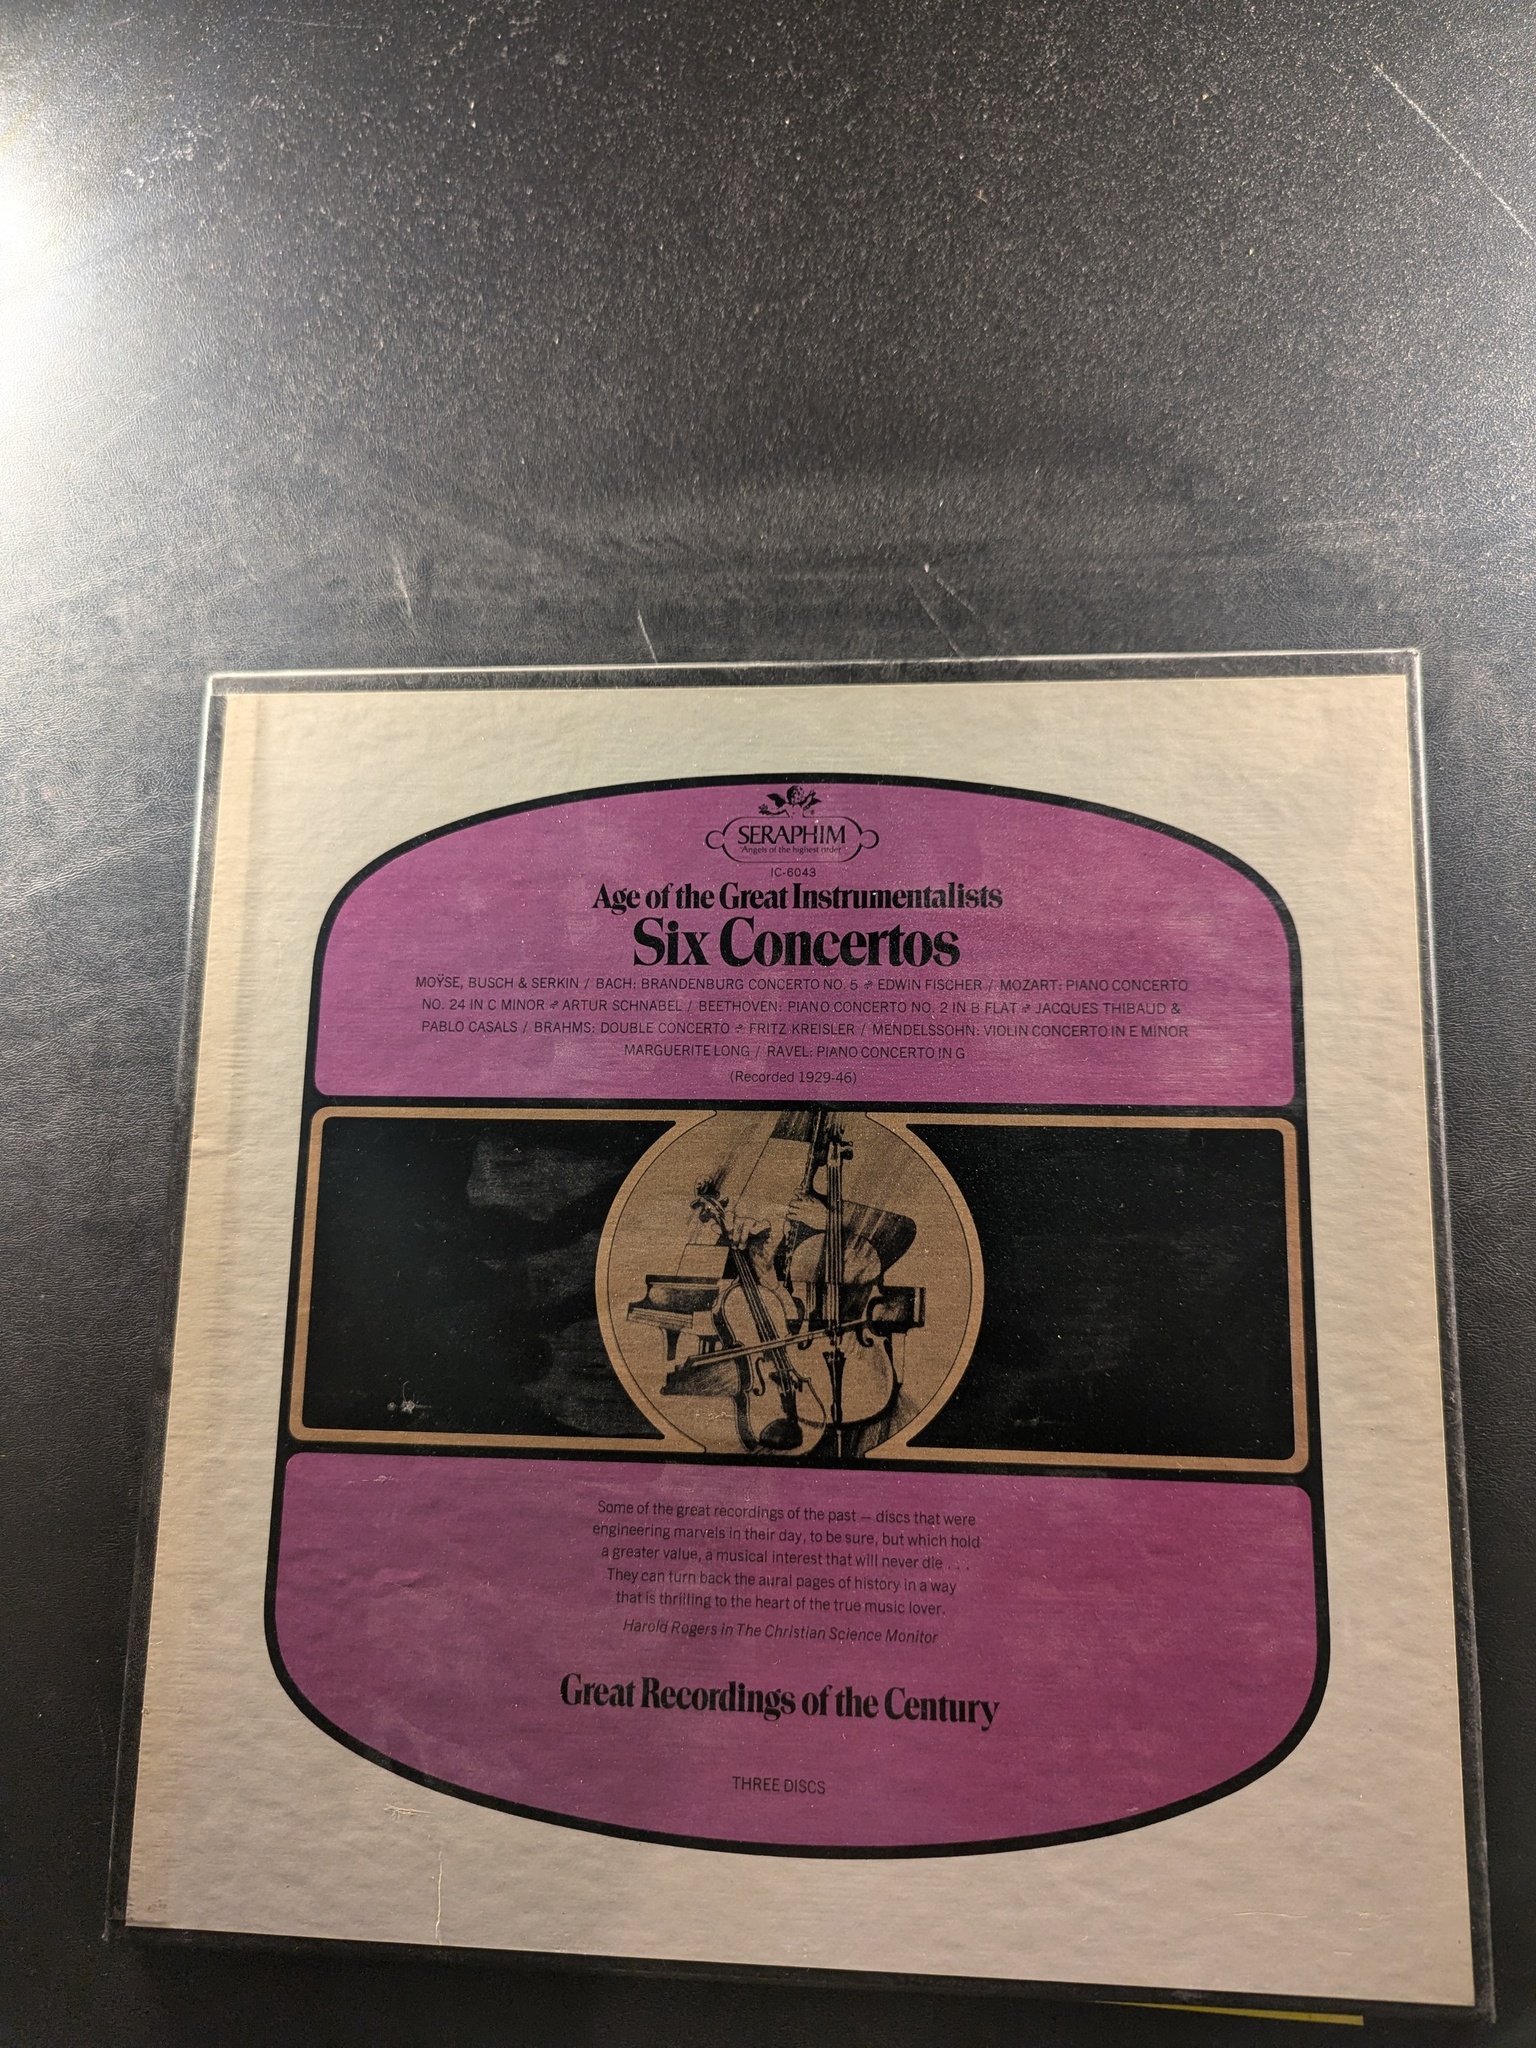 SERAPHIM
"Angels of the highest order"
IC-6043
Age of the Great Instrumentalists
Six Concertos
MOŸSE, BUSCH & SERKIN / BACH: BRANDENBURG CONCERTO NO. 5 EDWIN FISCHER / MOZART: PIANO CONCERTO
NO. 24 IN C MINOR ARTUR SCHNABEL / BEETHOVEN: PIANO CONCERTO NO. 2 IN B FLAT JACQUES THIBAUD &
PABLO CASALS / BRAHMS: DOUBLE CONCERTO FRITZ KREISLER / MENDELSSOHN: VIOLIN CONCERTO IN E MINOR
MARGUERITE LONG / RAVEL: PIANO CONCERTO IN G
(Recorded 1929-46)
Some of the great recordings of the past — discs that were
engineering marvels in their day, to be sure, but which hold
a greater value, a musical interest that will never die . . .
They can turn back the aural pages of history in a way
that is thrilling to the heart of the true music lover.
Harold Rogers in The Christian Science Monitor
Great Recordings of the Century
THREE DISCS